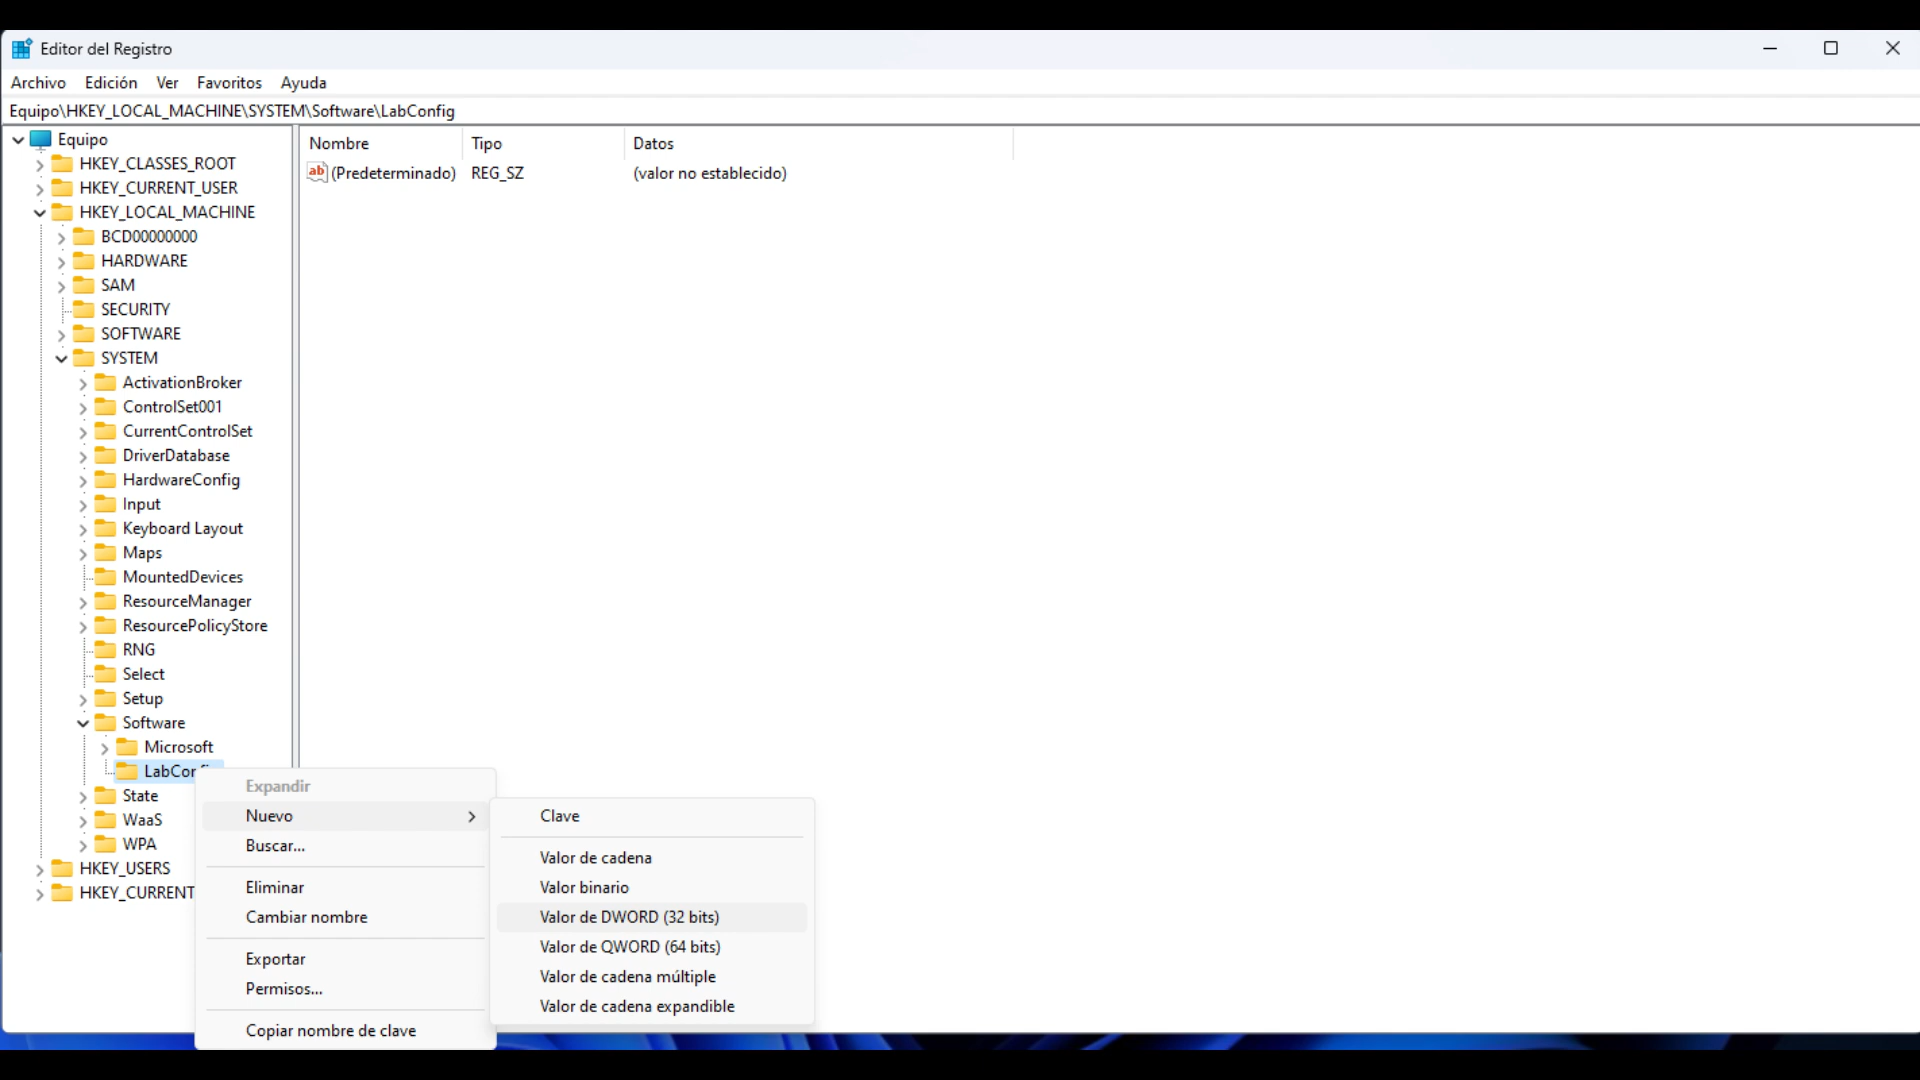 Editor del Registro
Archivo Edición Ver Favoritos Ayuda
Equipo\HKEY_LOCAL_MACHINE\SYSTEM\Software\LabConfig
Equipo
HKEY_CLASSES_ROOT
HKEY_CURRENT_USER
HKEY_LOCAL_MACHINE
BCD00000000
HARDWARE
SAM
SECURITY
SOFTWARE
SYSTEM
ActivationBroker
ControlSet001
CurrentControlSet
DriverDatabase
HardwareConfig
Input
Keyboard Layout
Maps
MountedDevices
ResourceManager
ResourcePolicyStore
RNG
Select
Setup
Software
Microsoft
LabConfig
State
WaaS
WPA
HKEY_USERS
HKEY_CURRENT
Nombre Tipo Datos
ab (Predeterminado) REG_SZ (valor no establecido)
Expandir
Nuevo
Buscar...
Eliminar
Cambiar nombre
Exportar
Permisos...
Copiar nombre de clave
Clave
Valor de cadena
Valor binario
Valor de DWORD (32 bits)
Valor de QWORD (64 bits)
Valor de cadena múltiple
Valor de cadena expandible